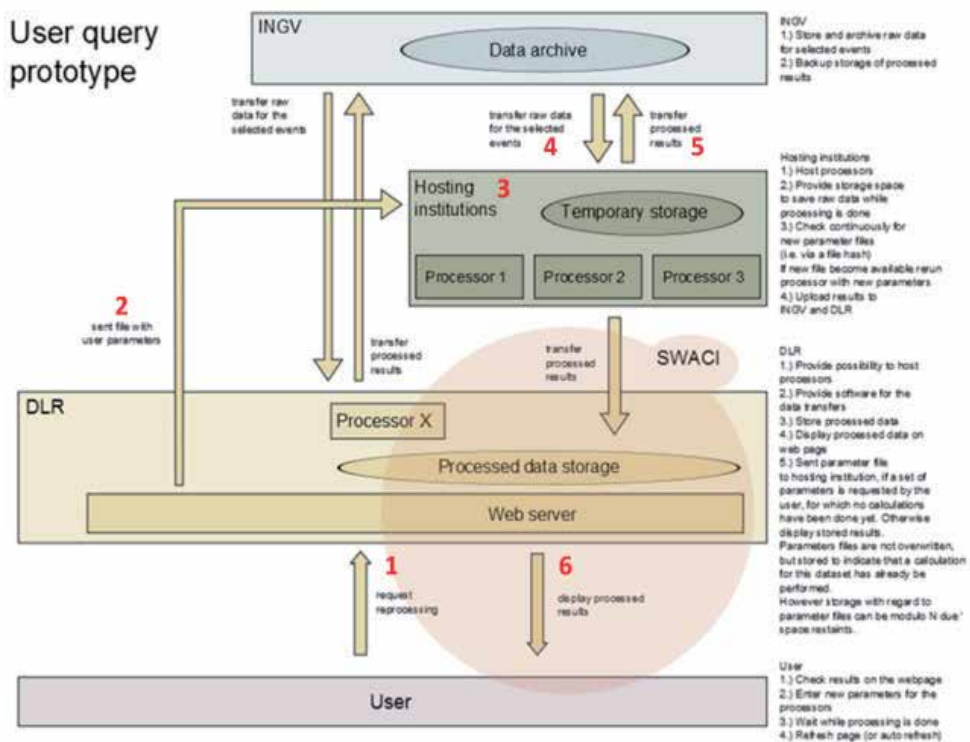 User query
prototype
INGV
Data archive
transfer raw
data for the
selected events
transfer raw data
for the selected
events
4
transfer
processed
results
5
Hosting
institutions
3
Temporary storage
Processor 1
Processor 2
Processor 3
2
sent file with
user parameters
transfer
processed
results
transfer
processed
results
SWACI
DLR
Processor X
Processed data storage
Web server
1
request
reprocessing
6
display processed
results
User
INGV
1.) Store and archive raw data
for selected events
2.) Backup storage of processed
results
Hosting institutions
1.) Host processors
2.) Provide storage space
to save raw data while
processing is done
3.) Check continuously for
new parameter files
(i.e. via a file hash)
If new file become available rerun
processor with new parameters
4.) Upload results to
INGV and DLR
DLR
1.) Provide possibility to host
processors
2.) Provide software for the
data transfers
3.) Store processed data
4.) Display processed data on
web page
5.) Sent parameter file
to hosting institution, if a set of
parameters is requested by the
user, for which no calculations
have been done yet. Otherwise
display stored results.
Parameters files are not overwritten,
but stored to indicate that a calculation
for this dataset has already be
performed.
However storage with regard to
parameter files can be modulo N due'
space restaints.
User
1.) Check results on the webpage
2.) Enter new parameters for the
processors
3.) Wait while processing is done
4.) Refresh page (or auto refresh)